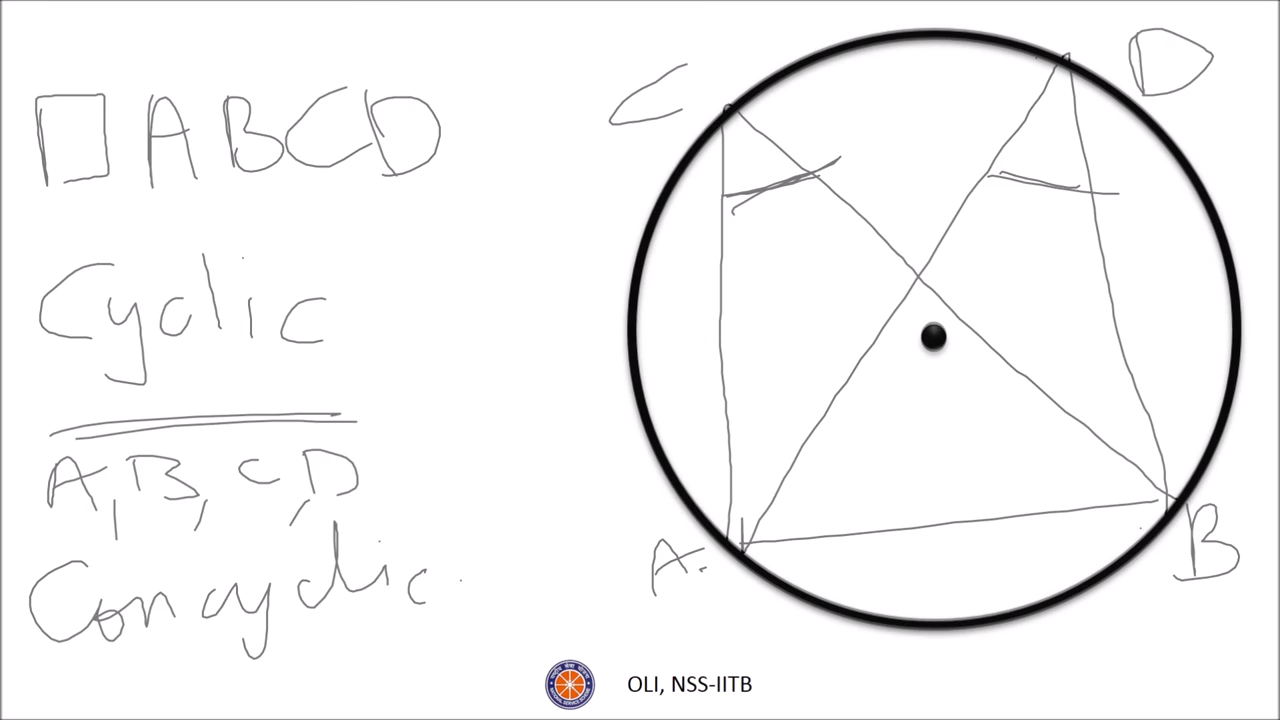 □ABCD
Cyclic
A, B, C, D
Concyclic.
C
D
A.
B
OLI, NSS-IITB